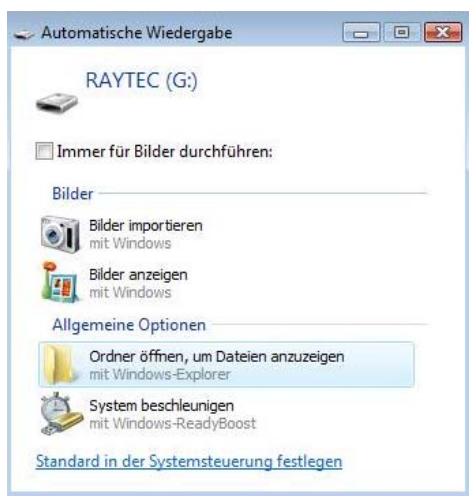 Automatische Wiedergabe
RAYTEC (G:)
Immer für Bilder durchführen:
Bilder
Bilder importieren
mit Windows
Bilder anzeigen
mit Windows
Allgemeine Optionen
Ordner öffnen, um Dateien anzuzeigen
mit Windows-Explorer
System beschleunigen
mit Windows-ReadyBoost
Standard in der Systemsteuerung festlegen